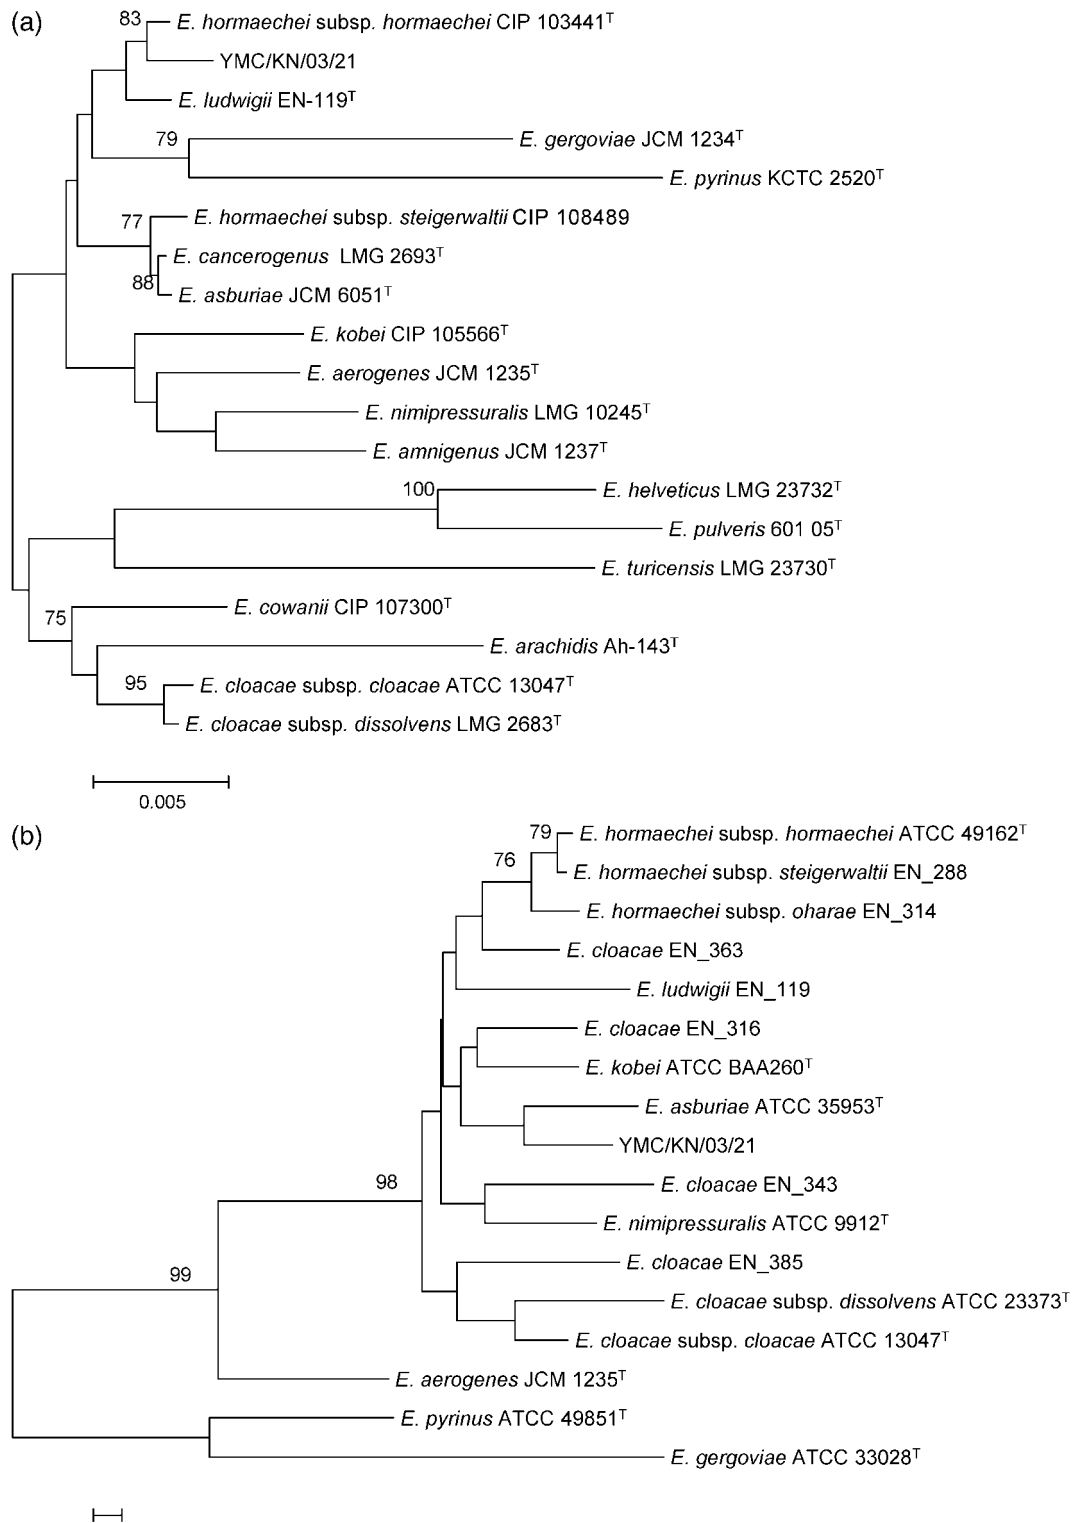 (a)
83
E. hormaechei subsp. hormaechei CIP 103441ᵀ
YMC/KN/03/21
E. ludwigii EN-119ᵀ
79
E. gergoviae JCM 1234ᵀ
E. pyrinus KCTC 2520ᵀ
77
E. hormaechei subsp. steigerwaltii CIP 108489
E. cancerogenus LMG 2693ᵀ
88
E. asburiae JCM 6051ᵀ
E. kobei CIP 105566ᵀ
E. aerogenes JCM 1235ᵀ
E. nimipressuralis LMG 10245ᵀ
E. amnigenus JCM 1237ᵀ
100
E. helveticus LMG 23732ᵀ
E. pulveris 601 05ᵀ
E. turicensis LMG 23730ᵀ
75
E. cowanii CIP 107300ᵀ
E. arachidis Ah-143ᵀ
95
E. cloacae subsp. cloacae ATCC 13047ᵀ
E. cloacae subsp. dissolvens LMG 2683ᵀ
0.005
(b)
79
E. hormaechei subsp. hormaechei ATCC 49162ᵀ
76
E. hormaechei subsp. steigerwaltii EN_288
E. hormaechei subsp. oharae EN_314
E. cloacae EN_363
E. ludwigii EN_119
E. cloacae EN_316
E. kobei ATCC BAA260ᵀ
E. asburiae ATCC 35953ᵀ
YMC/KN/03/21
98
E. cloacae EN_343
E. nimipressuralis ATCC 9912ᵀ
E. cloacae EN_385
99
E. cloacae subsp. dissolvens ATCC 23373ᵀ
E. cloacae subsp. cloacae ATCC 13047ᵀ
E. aerogenes JCM 1235ᵀ
E. pyrinus ATCC 49851ᵀ
E. gergoviae ATCC 33028ᵀ